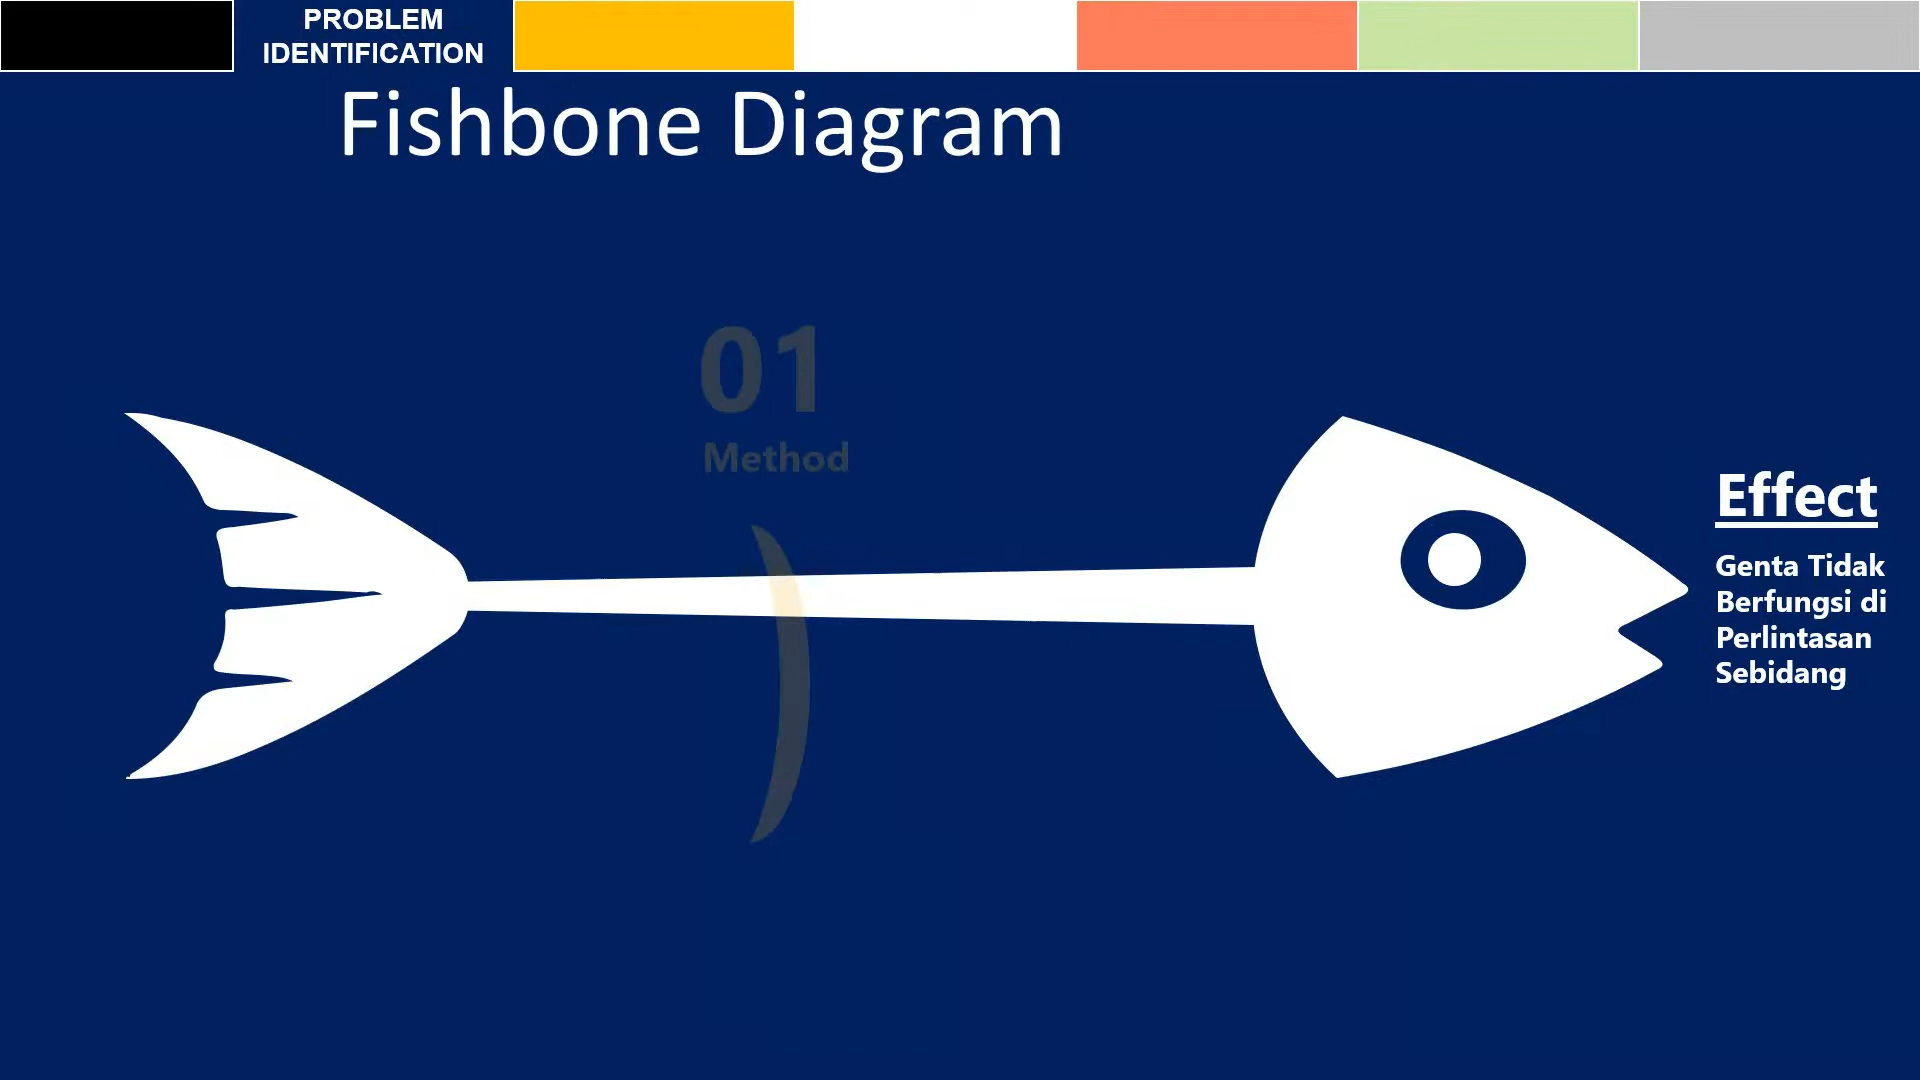 PROBLEM
IDENTIFICATION
Fishbone Diagram
01
Method
Effect
Genta Tidak
Berfungsi di
Perlintasan
Sebidang